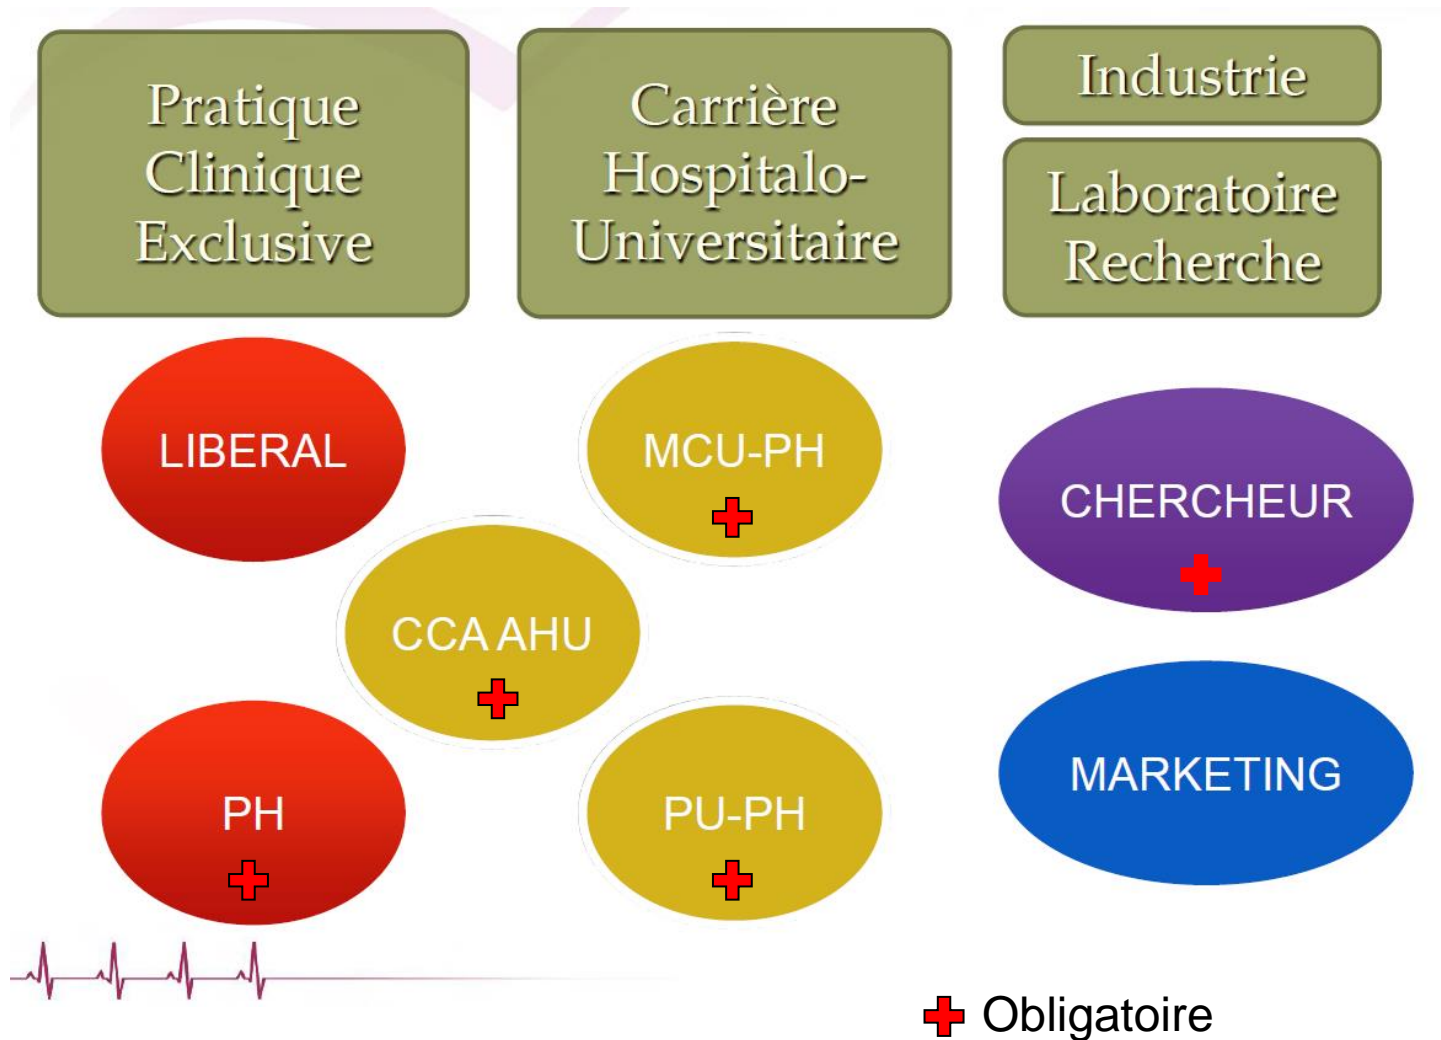 Pratique
Clinique
Exclusive
Carrière
Hospitalo-
Universitaire
Industrie
Laboratoire
Recherche
LIBERAL
MCU-PH
CHERCHEUR
CCA AHU
PH
PU-PH
MARKETING
Obligatoire